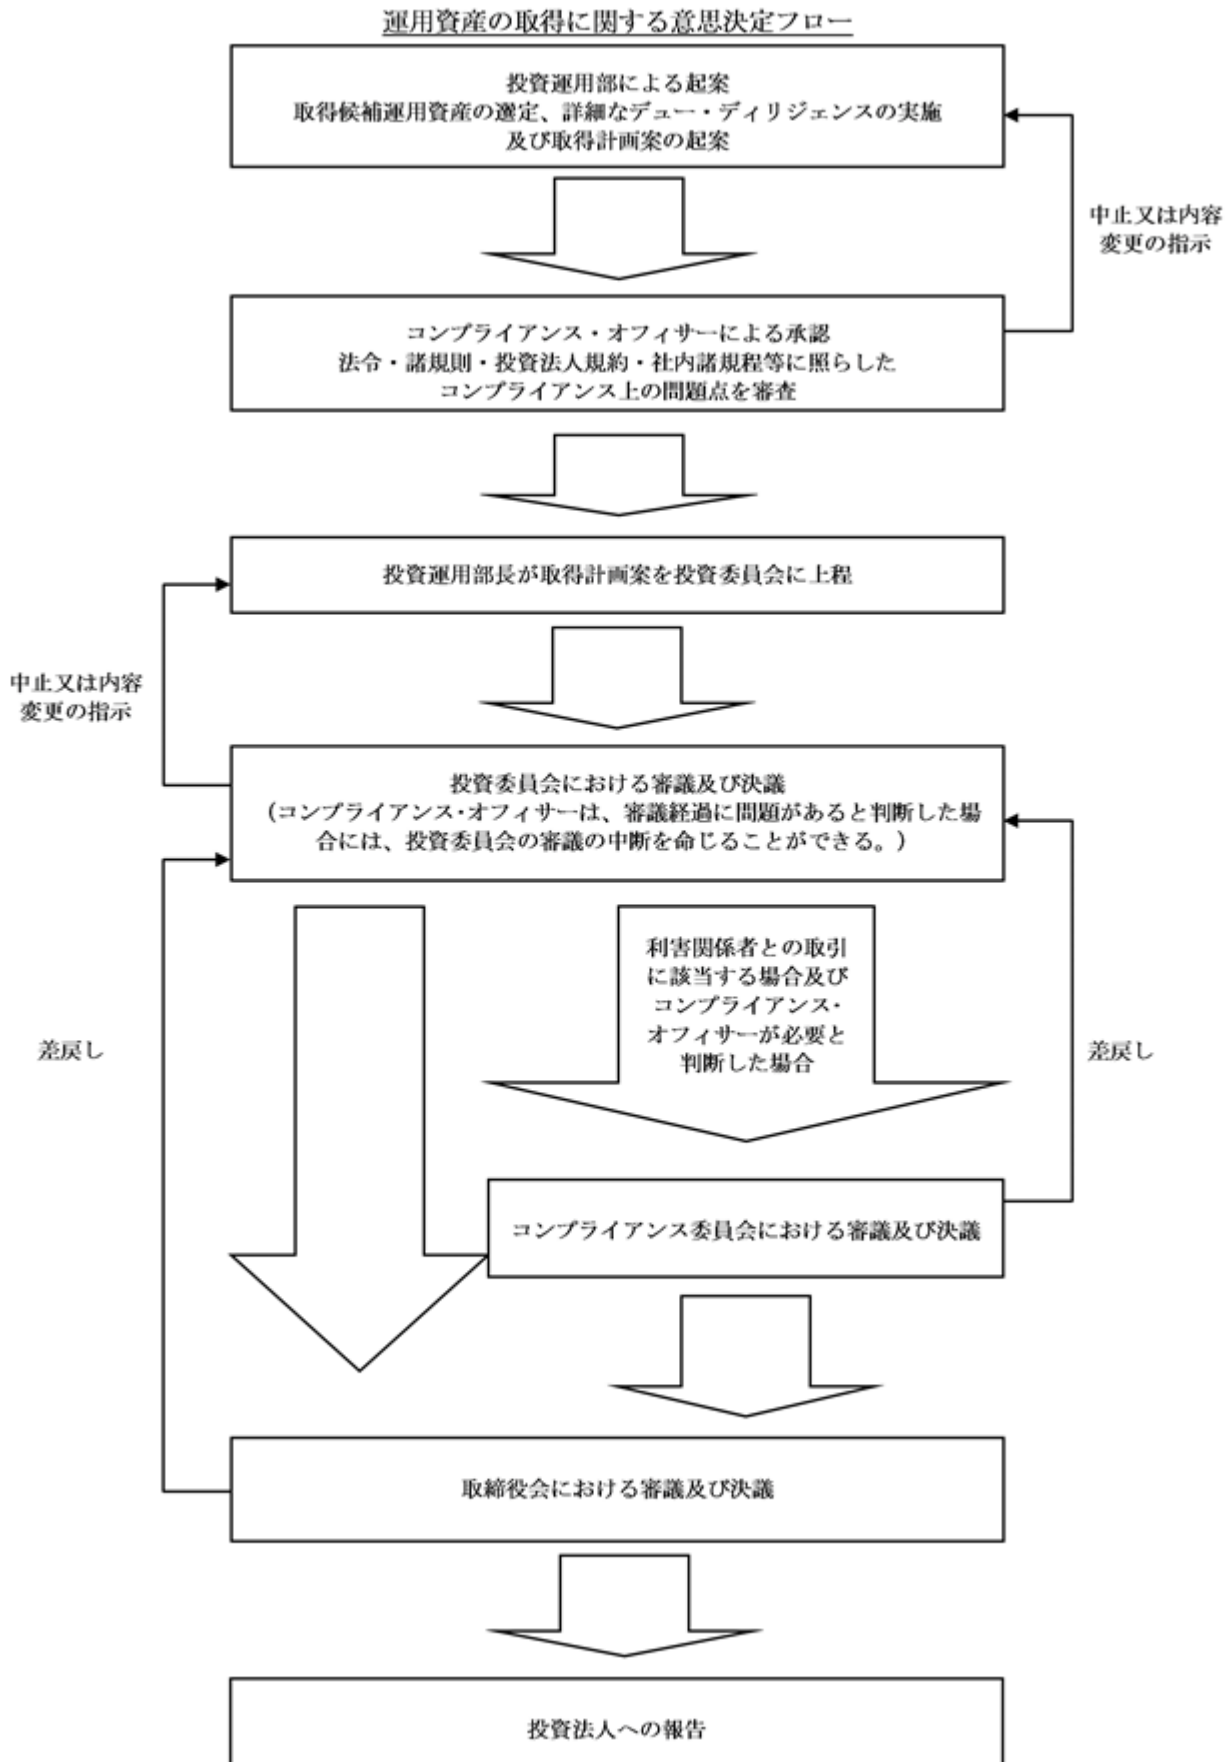 運用資産の取得に関する意思決定フロー
投資運用部による起案
取得候補運用資産の選定、詳細なデュー・ディリジェンスの実施
及び取得計画案の起案
中止又は内容
変更の指示
コンプライアンス・オフィサーによる承認
法令・諸規則・投資法人規約・社内諸規程等に照らした
コンプライアンス上の問題点を審査
投資運用部長が取得計画案を投資委員会に上程
中止又は内容
変更の指示
投資委員会における審議及び決議
(コンプライアンス・オフィサーは、審議経過に問題があると判断した場
合には、投資委員会の審議の中断を命じることができる。)
利害関係者との取引
に該当する場合及び
コンプライアンス・
オフィサーが必要と
判断した場合
差戻し
差戻し
コンプライアンス委員会における審議及び決議
取締役会における審議及び決議
投資法人への報告